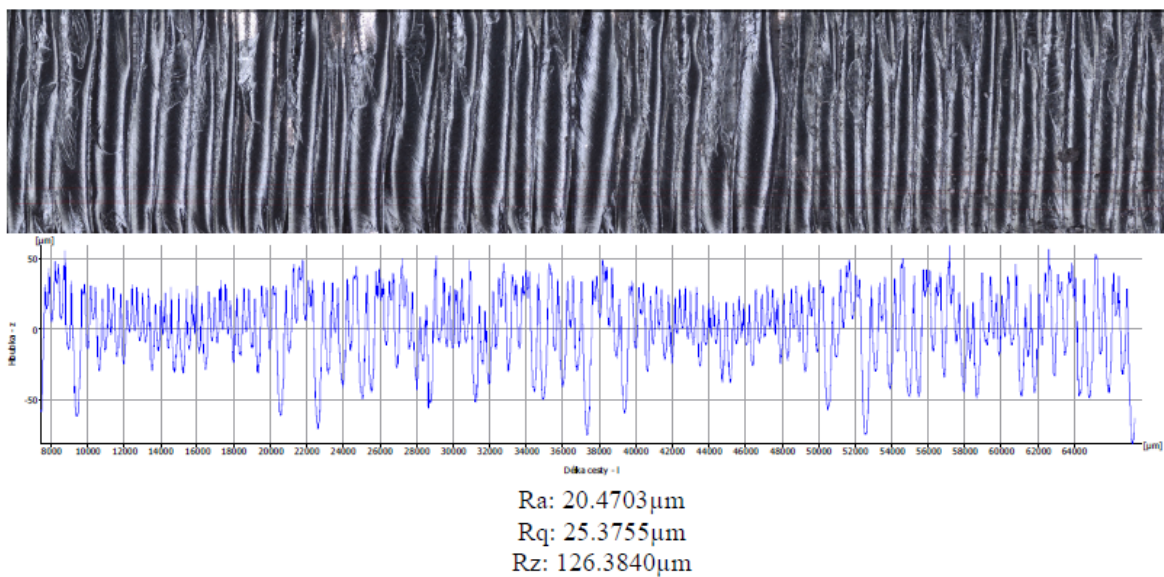 [µm]
50
0
-50
Hloubka - z
8000 10000 12000 14000 16000 18000 20000 22000 24000 26000 28000 30000 32000 34000 36000 38000 40000 42000 44000 46000 48000 50000 52000 54000 56000 58000 60000 62000 64000
[µm]
Délka cesty - l
Ra: 20.4703µm
Rq: 25.3755µm
Rz: 126.3840µm